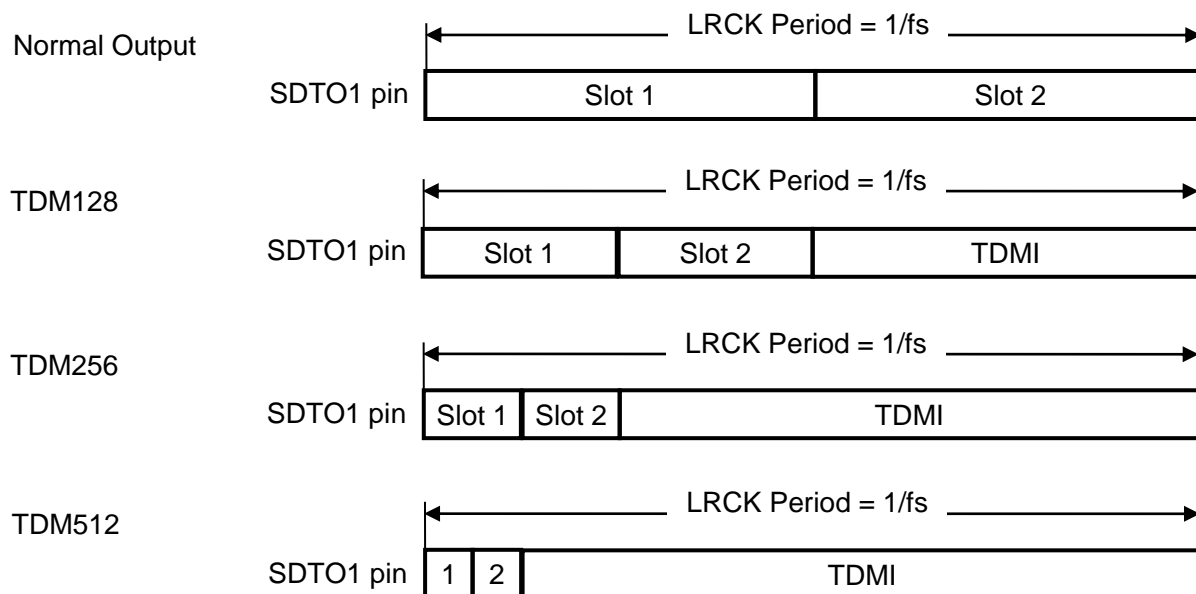 Normal Output
LRCK Period = 1/fs
SDTO1 pin Slot 1 Slot 2
TDM128
LRCK Period = 1/fs
SDTO1 pin Slot 1 Slot 2 TDMI
TDM256
LRCK Period = 1/fs
SDTO1 pin Slot 1 Slot 2 TDMI
TDM512
LRCK Period = 1/fs
SDTO1 pin 1 2 TDMI